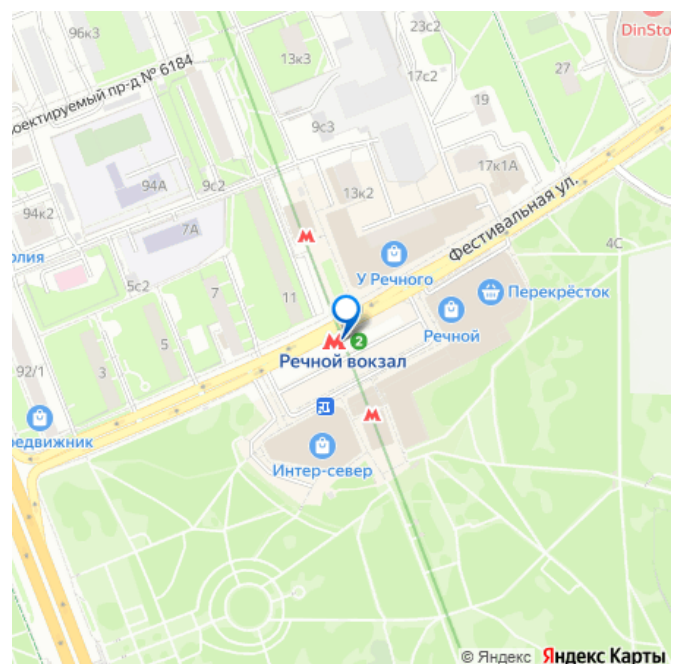 96к3
23с2
DinSto
13к3
17с2
27
оектируемый пр-д № 6184
19
9с3
17к1А
94А
9с2
13к2
Фестивальная ул.
94к2
7А
4С
олия
У Речного
5с2
7
11
Перекрёсток
Речной
2
Речной вокзал
5
92/1
3
редвижник
Интер-север
© Яндекс Яндекс Карты